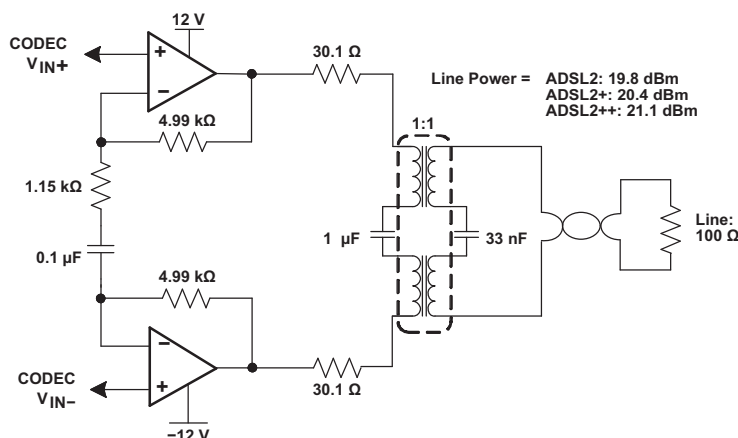 12 V
CODEC
VIN+
+
−
30.1 Ω
Line Power = ADSL2: 19.8 dBm
ADSL2+: 20.4 dBm
ADSL2++: 21.1 dBm
4.99 kΩ
1:1
1.15 kΩ
Line:
100 Ω
1 µF
33 nF
0.1 µF
4.99 kΩ
−
+
CODEC
VIN−
30.1 Ω
−12 V